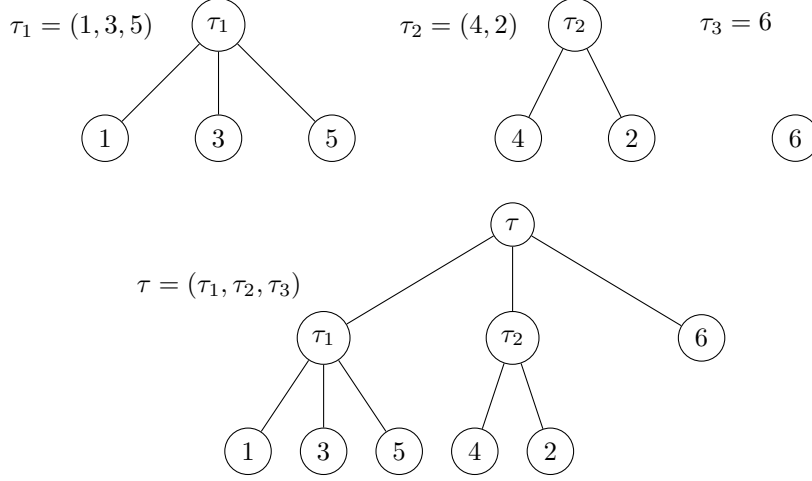 τ₁ = (1, 3, 5) τ₁ τ₂ = (4, 2) τ₂ τ₃ = 6
1 3 5 4 2 6
τ
τ = (τ₁, τ₂, τ₃)
τ₁ τ₂ 6
1 3 5 4 2